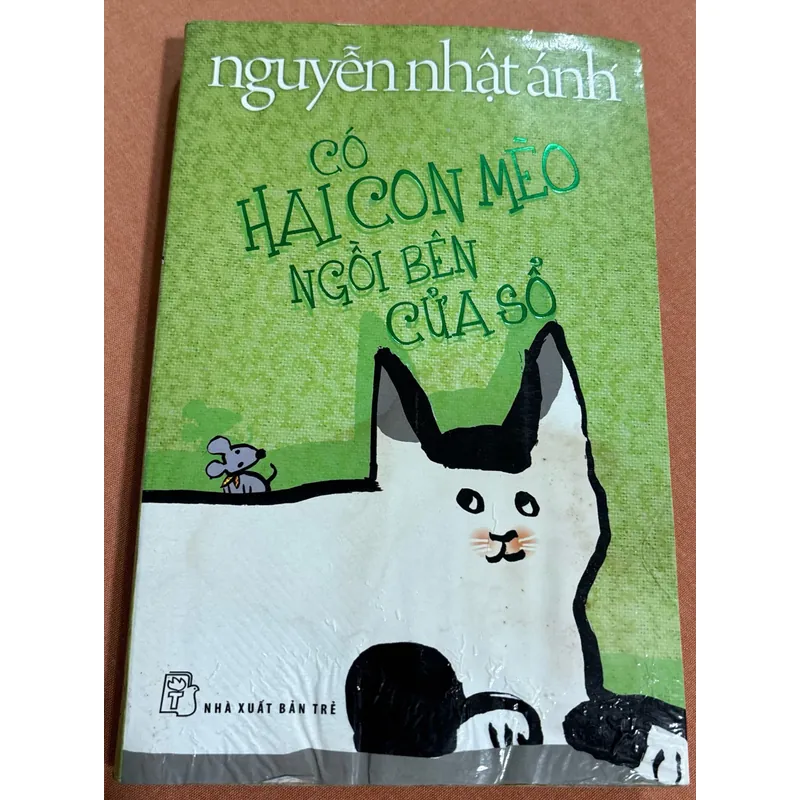 nguyễn nhật ánh
CÓ
HAI CON MÈO
NGỒI BÊN
CỬA SỔ
NHÀ XUẤT BẢN TRẺ